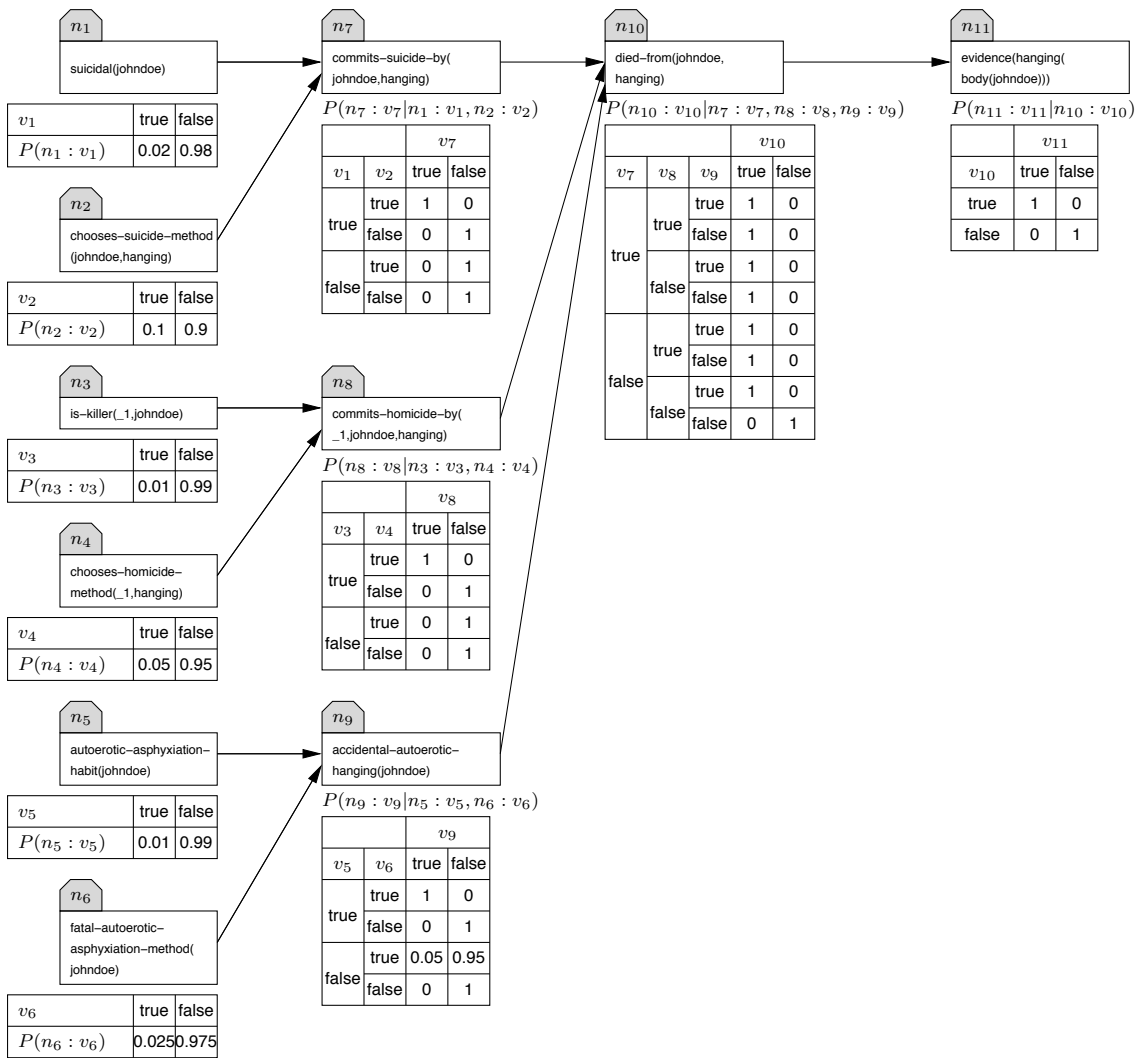 n1
suicidal(johndoe)
v1 true false
P(n1 : v1) 0.02 0.98
n2
chooses−suicide−method
(johndoe,hanging)
v2 true false
P(n2 : v2) 0.1 0.9
n3
is−killer(_1,johndoe)
v3 true false
P(n3 : v3) 0.01 0.99
n4
chooses−homicide−
method(_1,hanging)
v4 true false
P(n4 : v4) 0.05 0.95
n5
autoerotic−asphyxiation−
habit(johndoe)
v5 true false
P(n5 : v5) 0.01 0.99
n6
fatal−autoerotic−
asphyxiation−method(
johndoe)
v6 true false
P(n6 : v6) 0.025 0.975
n7
commits−suicide−by(
johndoe,hanging)
P(n7 : v7|n1 : v1, n2 : v2)
v7
v1 v2 true false
true true 1 0
false 0 1
false true 0 1
false 0 1
n8
commits−homicide−by(
_1,johndoe,hanging)
P(n8 : v8|n3 : v3, n4 : v4)
v8
v3 v4 true false
true true 1 0
false 0 1
false true 0 1
false 0 1
n9
accidental−autoerotic−
hanging(johndoe)
P(n9 : v9|n5 : v5, n6 : v6)
v9
v5 v6 true false
true true 1 0
false 0 1
false true 0.05 0.95
false 0 1
n10
died−from(johndoe,
hanging)
P(n10 : v10|n7 : v7, n8 : v8, n9 : v9)
v10
v7 v8 v9 true false
true true true 1 0
false 1 0
false true 1 0
false 1 0
false true true 1 0
false 1 0
false true 1 0
false 0 1
n11
evidence(hanging(
body(johndoe)))
P(n11 : v11|n10 : v10)
v11
v10 true false
true 1 0
false 0 1